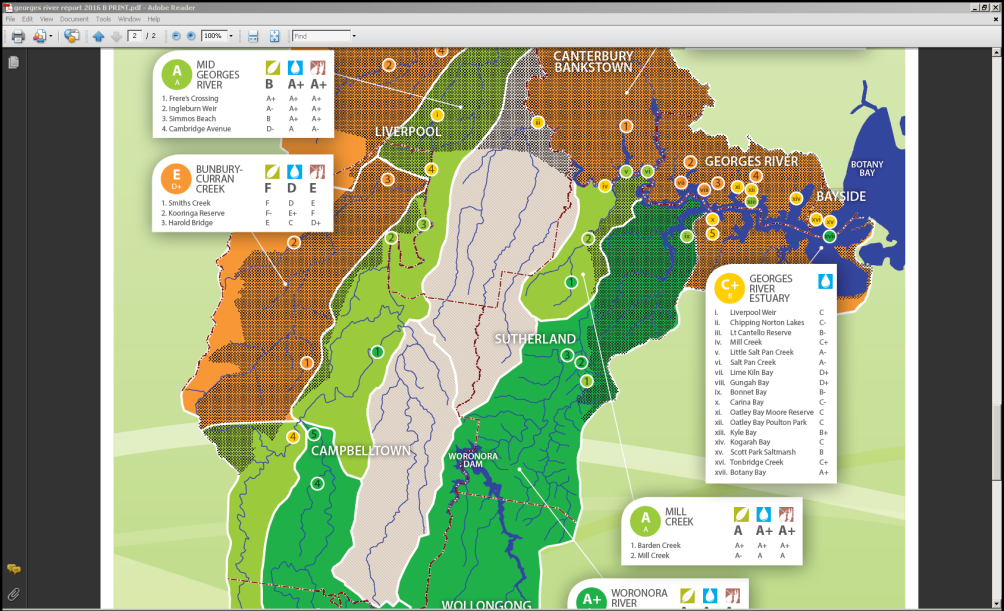 georges river report 2016 8 PRINT.pdf - Adobe Reader
File Edit View Document Tools Window Help
2 / 2 100% Find
A
A
MID
GEORGES
RIVER
B A+ A+
1. Frere's Crossing A+ A+ A+
2. Ingleburn Weir A- A+ A+
3. Simmos Beach B A+ A+
4. Cambridge Avenue D- A A-
E
D+
BUNBURY-
CURRAN
CREEK
F D E
1. Smiths Creek F D E
2. Kooringa Reserve F- E+ F
3. Harold Bridge E C D+
CANTERBURY
BANKSTOWN
LIVERPOOL
GEORGES RIVER
BOTANY
BAY
BAYSIDE
SUTHERLAND
CAMPBELLTOWN
WORONORA
DAM
WOLLONGONG
C+
B
GEORGES
RIVER
ESTUARY
i. Liverpool Weir C
ii. Chipping Norton Lakes C-
iii. Lt Cantello Reserve B-
iv. Mill Creek C+
v. Little Salt Pan Creek A-
vi. Salt Pan Creek A-
vii. Lime Kiln Bay D+
viii. Gungah Bay D+
ix. Bonnet Bay B-
x. Carina Bay C-
xi. Oatley Bay Moore Reserve C
xii. Oatley Bay Poulton Park C
xiii. Kyle Bay B+
xiv. Kogarah Bay C
xv. Scott Park Saltmarsh B
xvi. Tonbridge Creek C+
xvii. Botany Bay A+
A
A
MILL
CREEK
A A+ A+
1. Barden Creek A+ A+ A+
2. Mill Creek A- A A
A+
WORONORA
RIVER